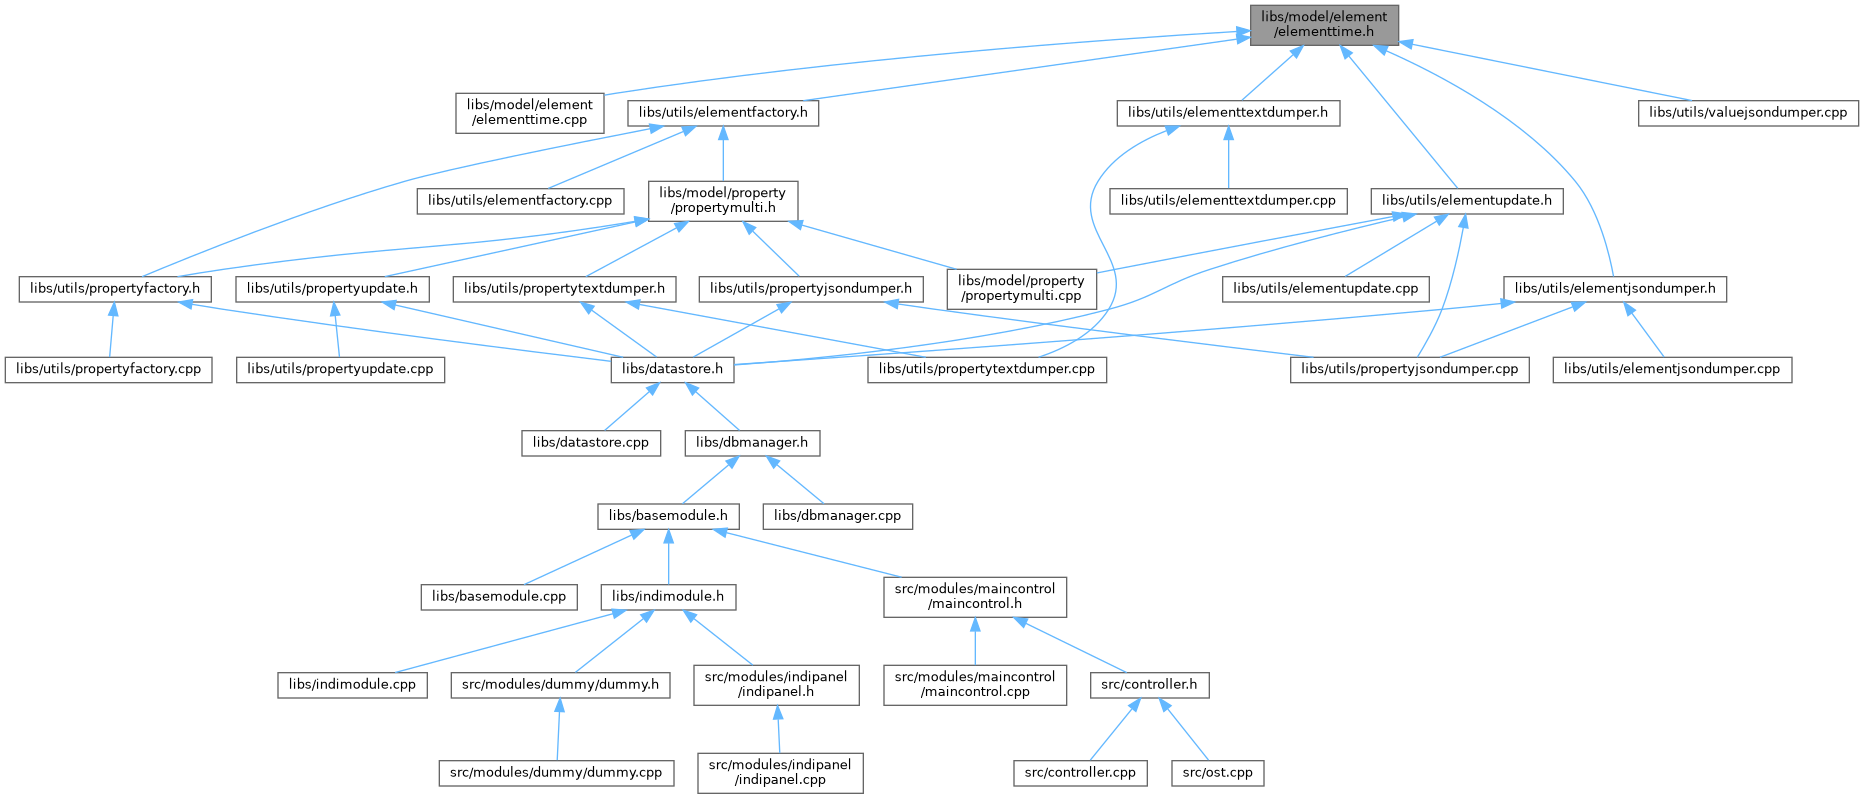 libs/model/element
/elementtime.h
libs/model/element
/elementtime.cpp
libs/utils/elementfactory.h
libs/utils/elementtextdumper.h
libs/utils/valuejsondumper.cpp
libs/utils/elementfactory.cpp
libs/model/property
/propertymulti.h
libs/utils/elementtextdumper.cpp
libs/utils/elementupdate.h
libs/utils/propertyfactory.h
libs/utils/propertyupdate.h
libs/utils/propertytextdumper.h
libs/utils/propertyjsondumper.h
libs/model/property
/propertymulti.cpp
libs/utils/elementupdate.cpp
libs/utils/elementjsondumper.h
libs/utils/propertyfactory.cpp
libs/utils/propertyupdate.cpp
libs/datastore.h
libs/utils/propertytextdumper.cpp
libs/utils/propertyjsondumper.cpp
libs/utils/elementjsondumper.cpp
libs/datastore.cpp
libs/dbmanager.h
libs/basemodule.h
libs/dbmanager.cpp
libs/basemodule.cpp
libs/indimodule.h
src/modules/maincontrol
/maincontrol.h
libs/indimodule.cpp
src/modules/dummy/dummy.h
src/modules/indipanel
/indipanel.h
src/modules/maincontrol
/maincontrol.cpp
src/controller.h
src/modules/dummy/dummy.cpp
src/modules/indipanel
/indipanel.cpp
src/controller.cpp
src/ost.cpp